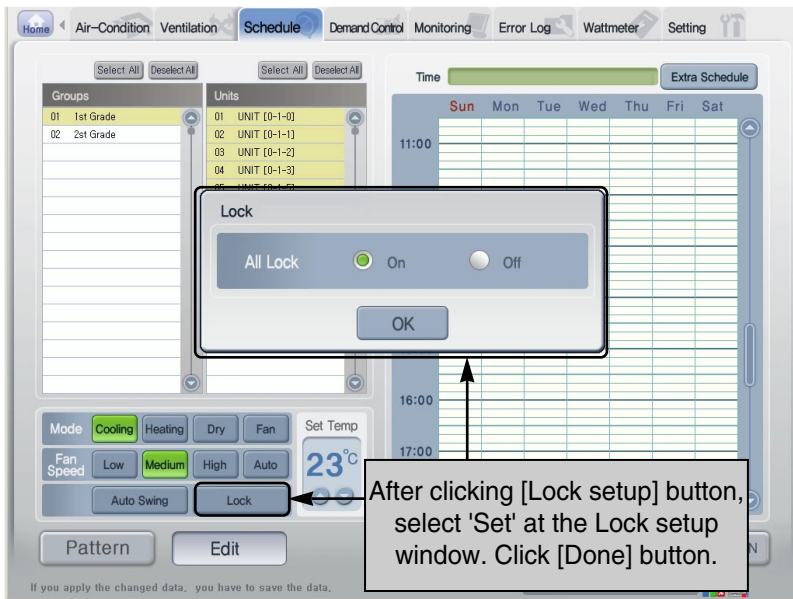 Home Air-Condition Ventilation Schedule Demand Control Monitoring Error Log Wattmeter Setting
Select All Deselect All Select All Deselect All
Time Extra Schedule
Groups Units
Sun Mon Tue Wed Thu Fri Sat
01 1st Grade 01 UNIT [0-1-0]
02 2st Grade 02 UNIT [0-1-1]
11:00
03 UNIT [0-1-2]
04 UNIT [0-1-3]
Lock
All Lock On Off
OK
16:00
Mode Cooling Heating Dry Fan
Set Temp
Fan Speed Low Medium High Auto
23°C
17:00
Auto Swing Lock
After clicking [Lock setup] button,
select 'Set' at the Lock setup
window. Click [Done] button.
Pattern Edit
If you apply the changed data, you have to save the data.